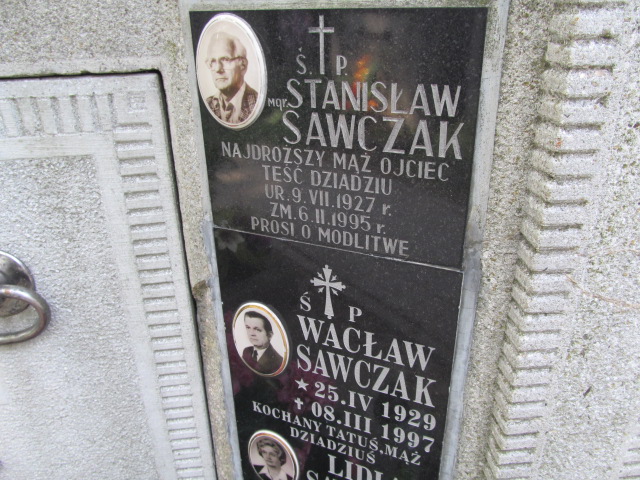 Ś. P.
mgr. STANISŁAW
SAWCZAK
NAJDROŻSZY MĄŻ OJCIEC
TEŚĆ DZIADZIU
UR. 9. VII. 1927 r.
ZM. 6. II. 1995 r.
PROSI O MODLITWE
Ś P
WACŁAW
SAWCZAK
★ 25. IV 1929
✝ 08. III 1997
KOCHANY TATUŚ, MĄŻ
DZIADZIUŚ